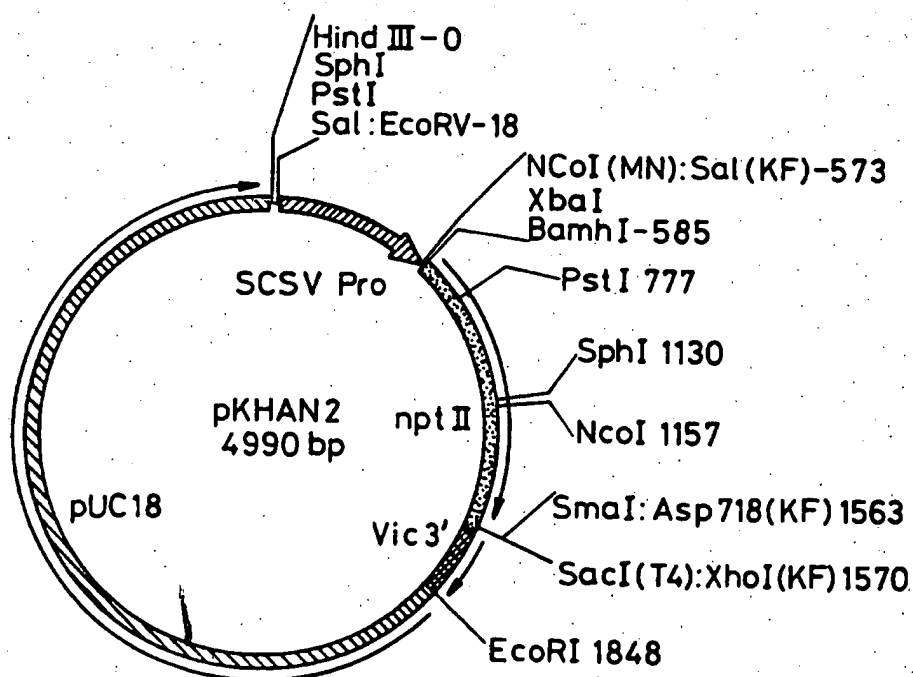 Hind III-0
SphI
PstI
Sal:EcoRV-18
NCoI(MN):Sal(KF)-573
XbaI
BamhI-585
PstI 777
SCSV Pro
SphI 1130
pKHAN2
4990 bp
nptII
NcoI 1157
pUC18
Vic3'
SmaI:Asp718(KF)1563
SacI(T4):XhoI(KF)1570
EcoRI 1848